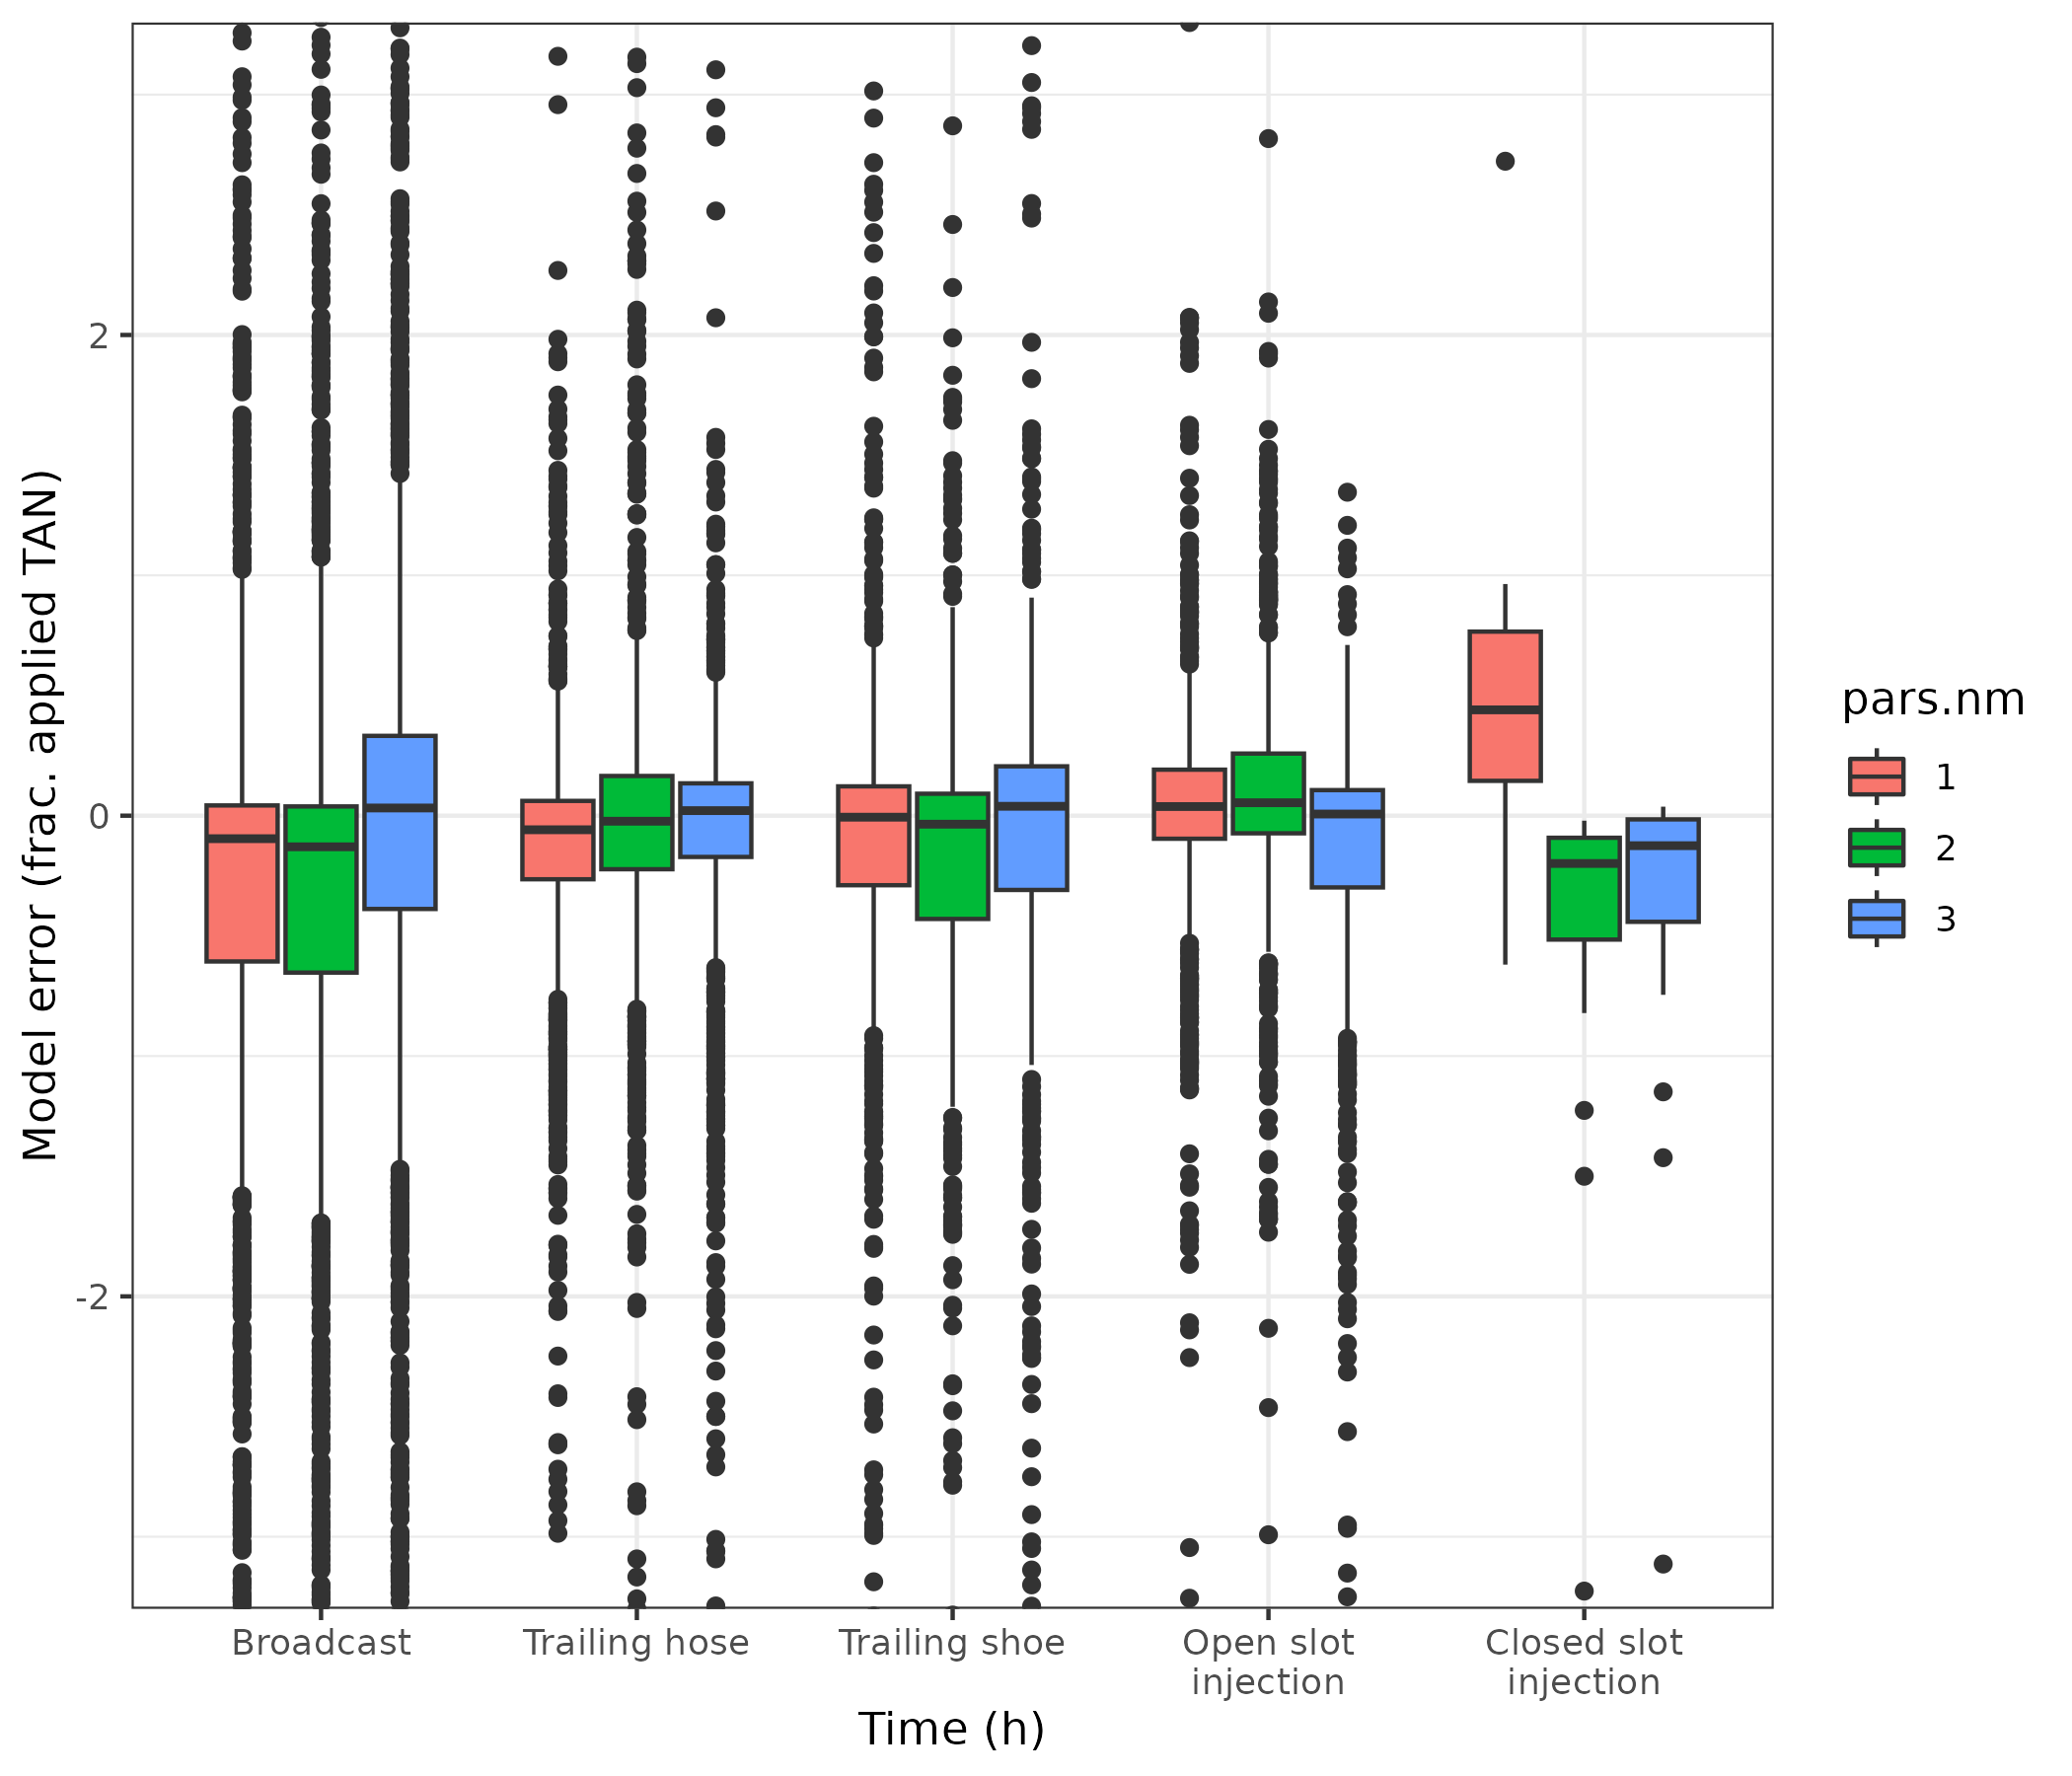 Model error (frac. applied TAN)
2
0
-2
Broadcast
Trailing hose
Trailing shoe
Open slot
injection
Closed slot
injection
Time (h)
pars.nm
1
2
3